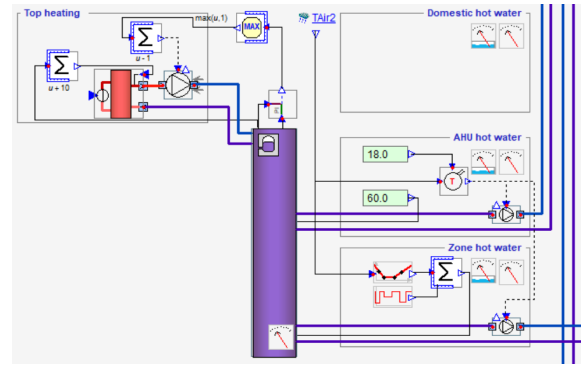 Top heating
max(u,1)
MAX
TAir2
Domestic hot water
Σ
u - 1
Σ
u + 10
PI
AHU hot water
18.0
T
60.0
Zone hot water
Σ